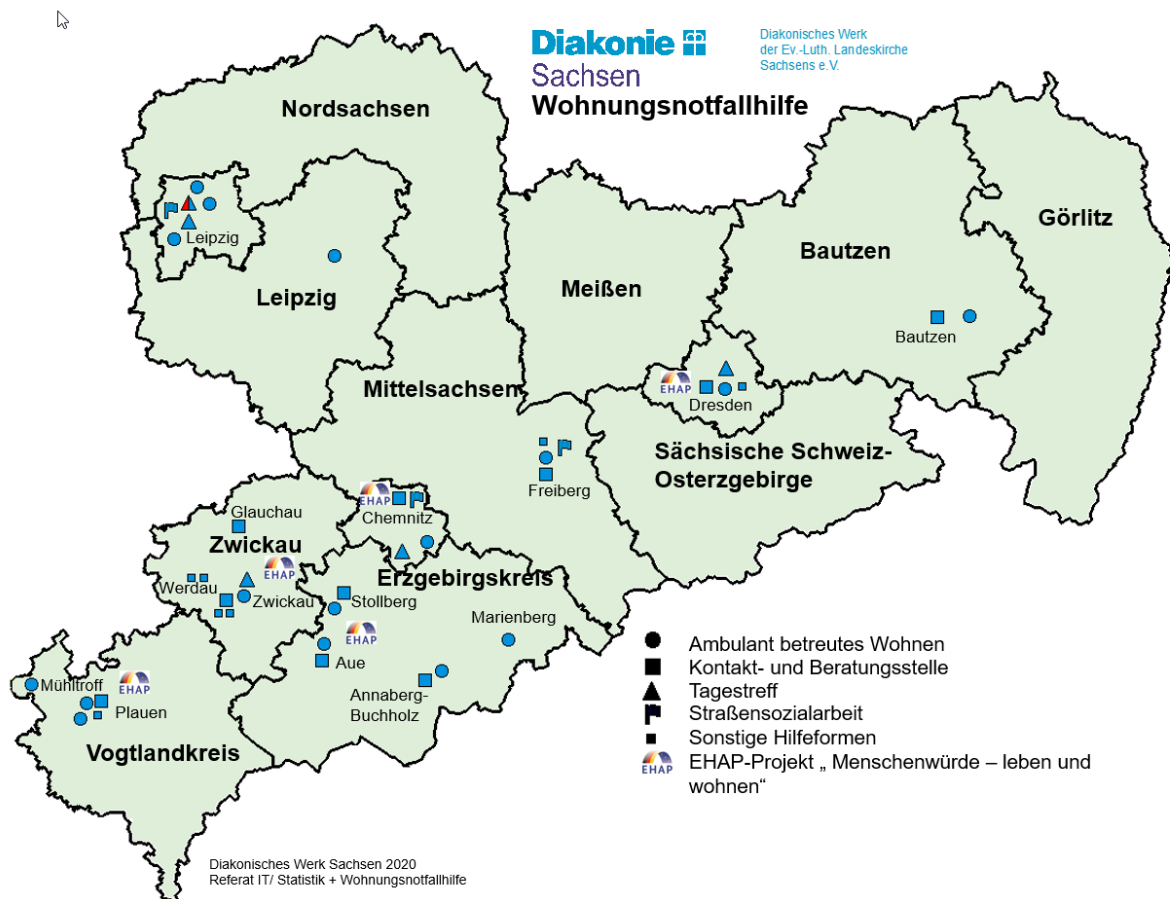 Diakonie
Sachsen
Wohnungsnotfallhilfe
Diakonisches Werk
der Ev.-Luth. Landeskirche
Sachsens e.V.
Nordsachsen
Leipzig
Leipzig
Meißen
Bautzen
Görlitz
Bautzen
Mittelsachsen
EHAP
Dresden
Sächsische Schweiz-
Osterzgebirge
Freiberg
EHAP
Chemnitz
Glauchau
Zwickau
EHAP
Werdau
Zwickau
Erzgebirgskreis
Stollberg
Marienberg
EHAP
Aue
Annaberg-
Buchholz
Mühltroff
EHAP
Plauen
Vogtlandkreis
Ambulant betreutes Wohnen
Kontakt- und Beratungsstelle
Tagestreff
Straßensozialarbeit
Sonstige Hilfeformen
EHAP
EHAP-Projekt „ Menschenwürde – leben und
wohnen“
Diakonisches Werk Sachsen 2020
Referat IT/ Statistik + Wohnungsnotfallhilfe